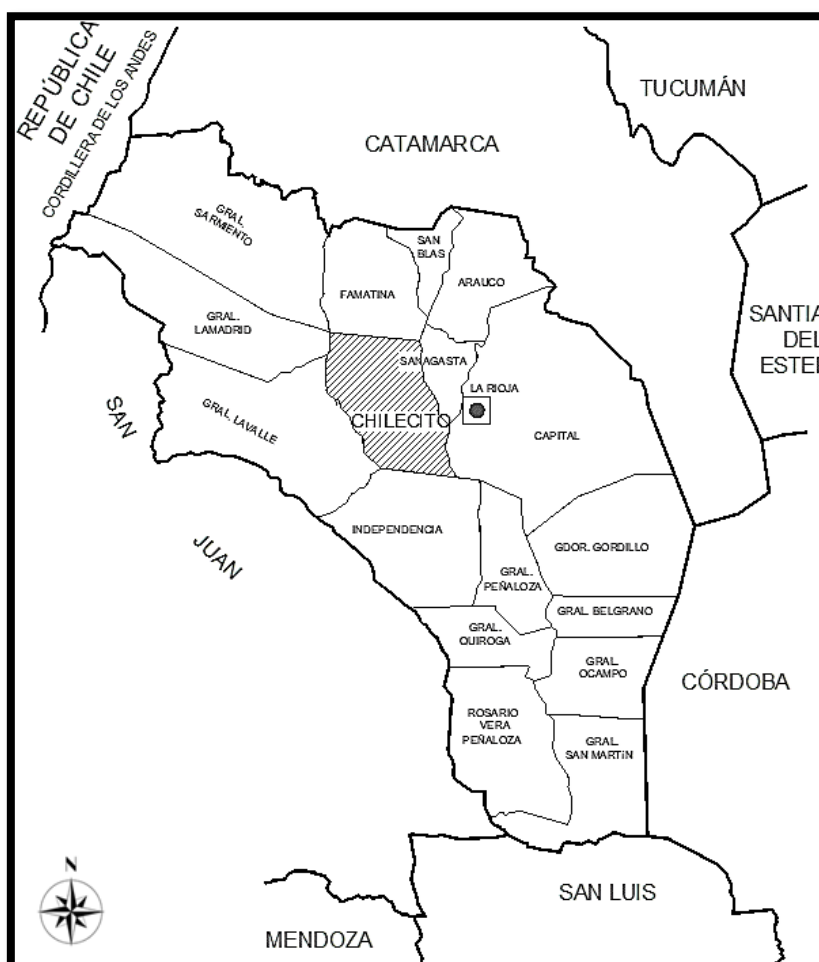 REPÚBLICA
DE CHILE
CORDILLERA DE LOS ANDES
TUCUMÁN
CATAMARCA
GRAL.
SARMIENTO
SAN
BLAS
ARAUCO
FAMATINA
SANTIA
DEL
ESTE
GRAL.
LAMADRID
SANAGASTA
LA RIOJA
GRAL. LAVALLE
CHILECITO
CAPITAL
SAN
JUAN
INDEPENDENCIA
GDOR. GORDILLO
GRAL.
PEÑALOZA
GRAL. BELGRANO
GRAL.
QUIROGA
GRAL.
OCAMPO
CÓRDOBA
ROSARIO
VERA
PEÑALOZA
GRAL.
SAN MARTíN
N
SAN LUIS
MENDOZA